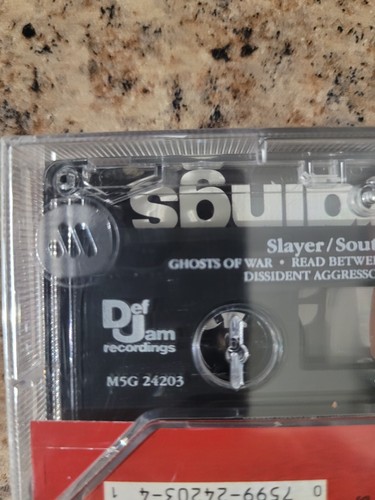 Slayer/Sout
GHOSTS OF WAR • READ BETWE
DISSIDENT AGGRESSO
Def
Jam
recordings
M5G 24203
0 7599-24203-4 1